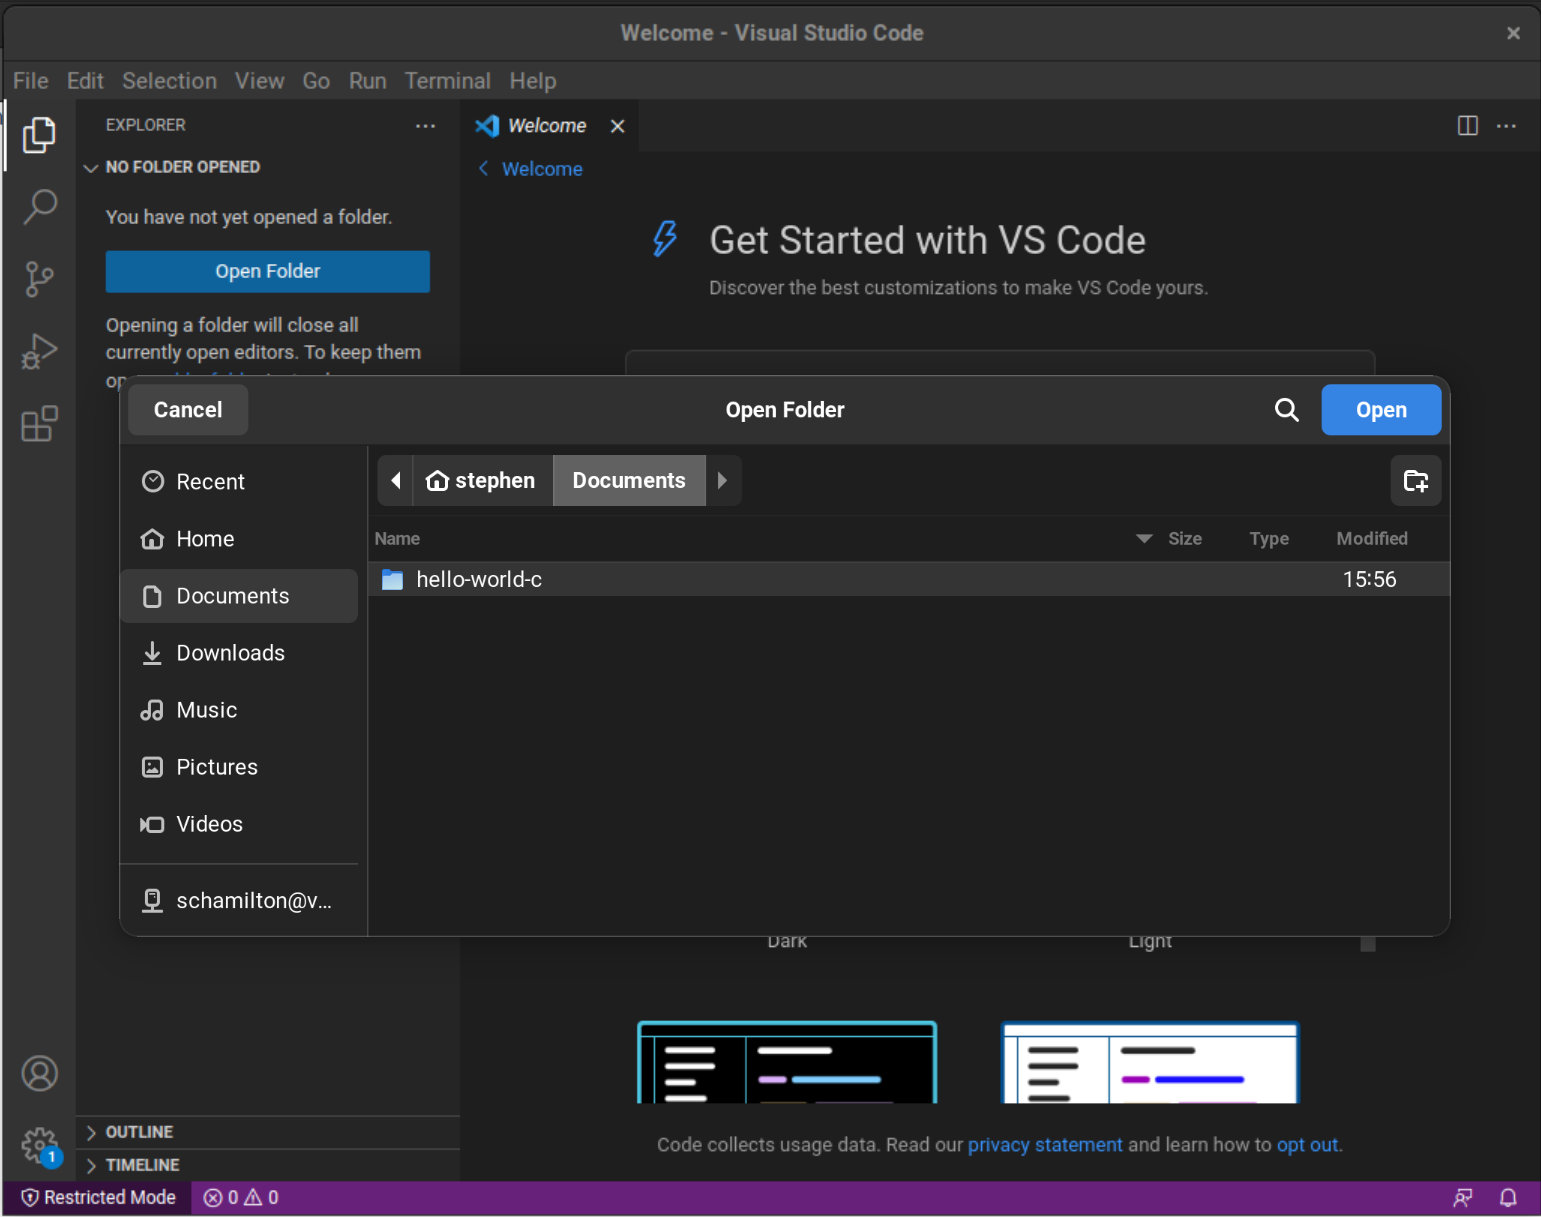 Welcome - Visual Studio Code
File Edit Selection View Go Run Terminal Help
EXPLORER
NO FOLDER OPENED
You have not yet opened a folder.
Open Folder
Opening a folder will close all
currently open editors. To keep them
Welcome
Welcome
Get Started with VS Code
Discover the best customizations to make VS Code yours.
Cancel
Open Folder
Open
Recent
Home
Documents
Downloads
Music
Pictures
Videos
schamilton@v...
stephen Documents
Name Size Type Modified
hello-world-c 15:56
Dark Light
Code collects usage data. Read our privacy statement and learn how to opt out.
OUTLINE
TIMELINE
1
Restricted Mode 0 0